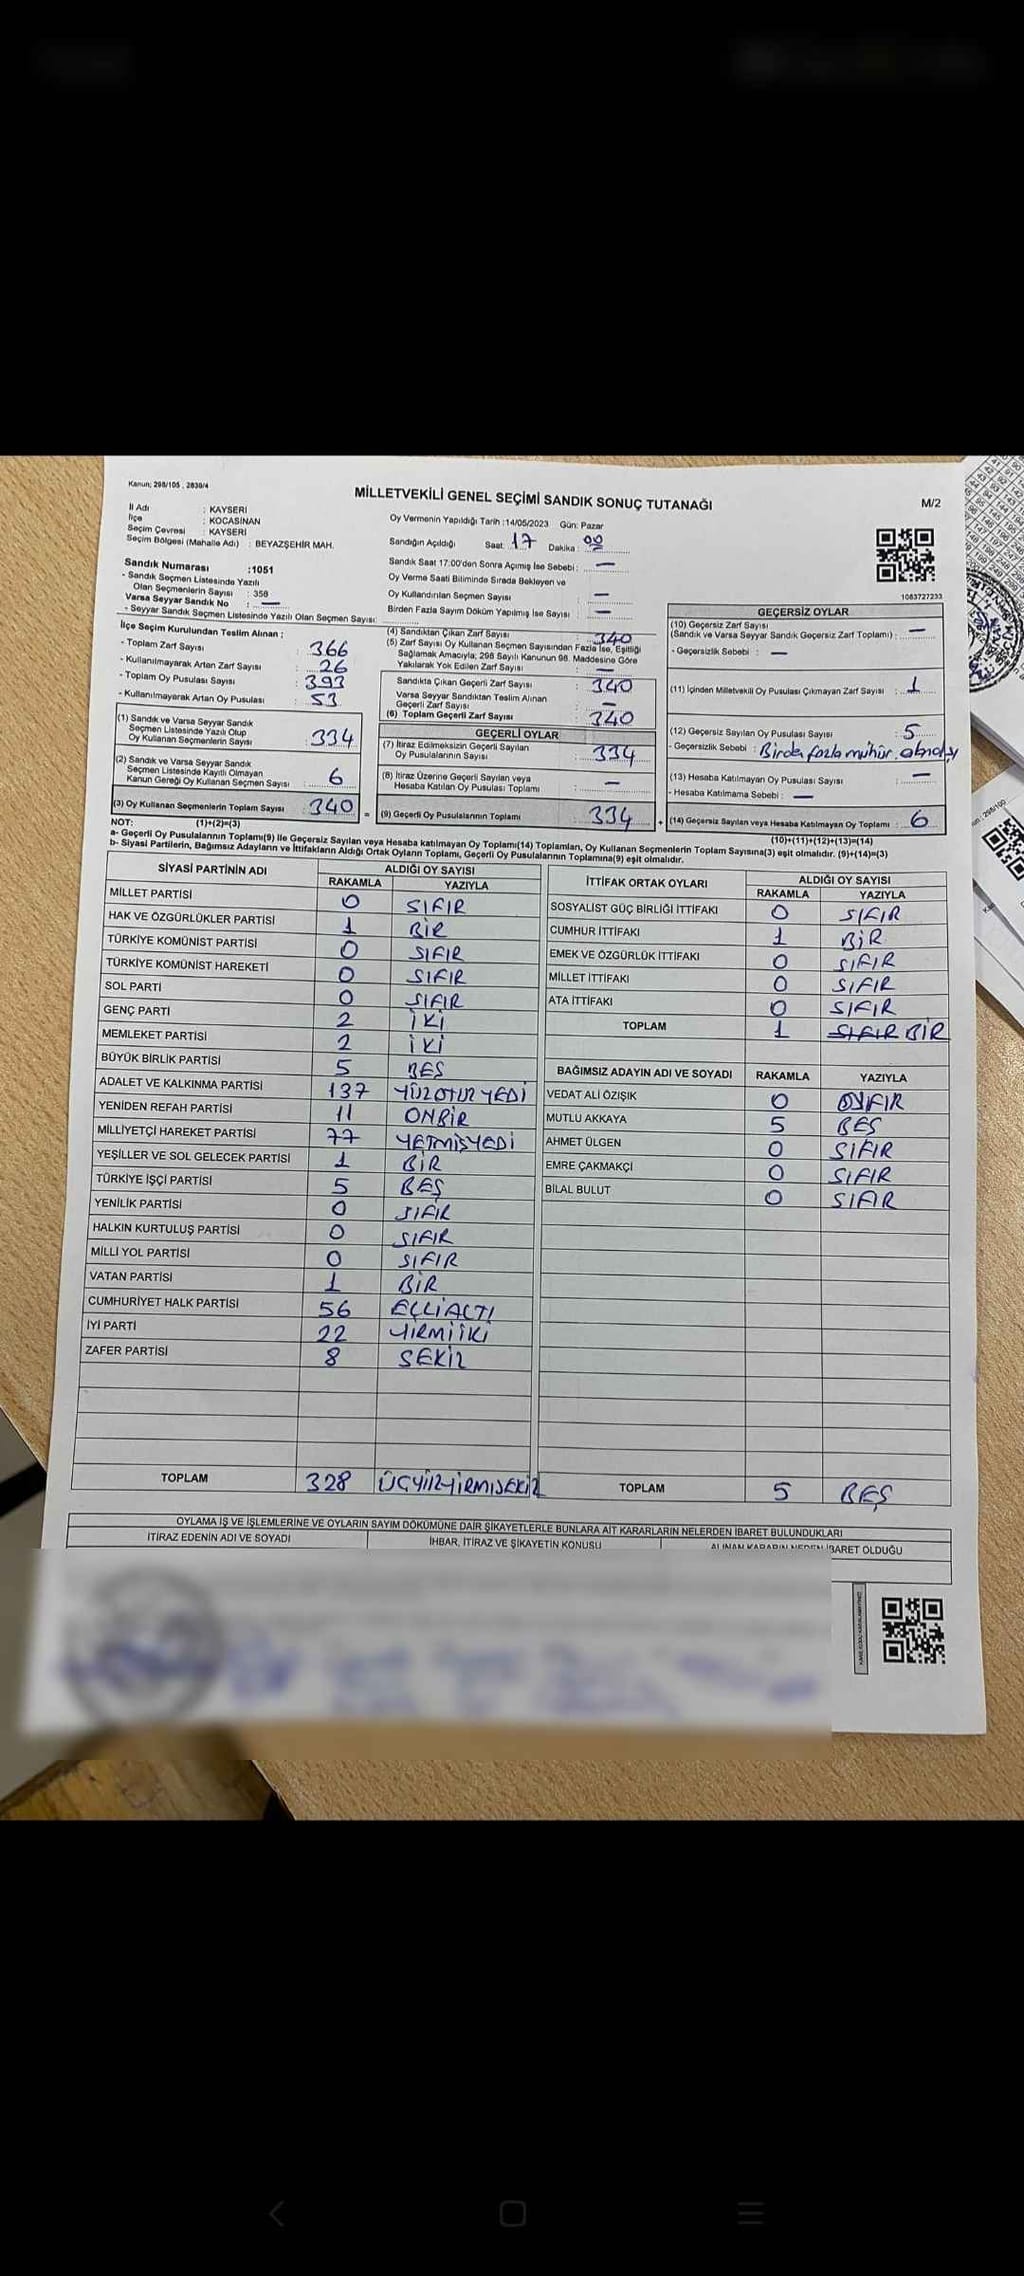 Kanun; 298/105 , 2839/4
MİLLETVEKİLİ GENEL SEÇİMİ SANDIK SONUÇ TUTANAĞI
M/2
İl Adı : KAYSERİ
İlçe : KOCASİNAN
Seçim Çevresi : KAYSERİ
Seçim Bölgesi (Mahalle Adı) : BEYAZŞEHİR MAH.
Oy Vermenin Yapıldığı Tarih :14/05/2023 Gün: Pazar
Sandığın Açıldığı Saat: 17 Dakika: 00
Sandık Saat 17:00'den Sonra Açımış İse Sebebi : —
Oy Verme Saati Bitiminde Sırada Bekleyen ve
Oy Kullandırılan Seçmen Sayısı : —
Birden Fazla Sayım Döküm Yapılmış İse Sayısı : —
1083727233
Sandık Numarası :1051
- Sandık Seçmen Listesinde Yazılı
Olan Seçmenlerin Sayısı : 358
Varsa Seyyar Sandık No : —
- Seyyar Sandık Seçmen Listesinde Yazılı Olan Seçmen Sayısı:
İlçe Seçim Kurulundan Teslim Alınan ;
- Toplam Zarf Sayısı : 366
- Kullanılmayarak Artan Zarf Sayısı : 26
- Toplam Oy Pusulası Sayısı : 393
- Kullanılmayarak Artan Oy Pusulası : 53
(1) Sandık ve Varsa Seyyar Sandık
Seçmen Listesinde Yazılı Olup
Oy Kullanan Seçmenlerin Sayısı : 334
(2) Sandık ve Varsa Seyyar Sandık
Seçmen Listesinde Kayıtlı Olmayan
Kanun Gereği Oy Kullanan Seçmen Sayısı : 6
(3) Oy Kullanan Seçmenlerin Toplam Sayısı : 340 =
(4) Sandıktan Çıkan Zarf Sayısı : 340
(5) Zarf Sayısı Oy Kullanan Seçmen Sayısından Fazla İse, Eşitliği
Sağlamak Amacıyla; 298 Sayılı Kanunun 98. Maddesine Göre
Yakılarak Yok Edilen Zarf Sayısı : —
Sandıkta Çıkan Geçerli Zarf Sayısı : 340
Varsa Seyyar Sandıktan Teslim Alınan
Geçerli Zarf Sayısı : —
(6) Toplam Geçerli Zarf Sayısı : 340
GEÇERLİ OYLAR
(7) İtiraz Edilmeksizin Geçerli Sayılan
Oy Pusulalarının Sayısı : 334
(8) İtiraz Üzerine Geçerli Sayılan veya
Hesaba Katılan Oy Pusulası Toplamı : —
(9) Geçerli Oy Pusulalarının Toplamı : 334 +
GEÇERSİZ OYLAR
(10) Geçersiz Zarf Sayısı
(Sandık ve Varsa Seyyar Sandık Geçersiz Zarf Toplamı) : —
- Geçersizlik Sebebi : —
(11) İçinden Milletvekili Oy Pusulası Çıkmayan Zarf Sayısı : 1
(12) Geçersiz Sayılan Oy Pusulası Sayısı : 5
- Geçersizlik Sebebi : Birden fazla mühür
(13) Hesaba Katılmayan Oy Pusulası Sayısı : —
- Hesaba Katılmama Sebebi : —
(14) Geçersiz Sayılan veya Hesaba Katılmayan Oy Toplamı : 6
NOT: (1)+(2)=(3)
(10)+(11)+(12)+(13)=(14)
a- Geçerli Oy Pusulalarının Toplamı(9) ile Geçersiz Sayılan veya Hesaba katılmayan Oy Toplamı(14) Toplamları, Oy Kullanan Seçmenlerin Toplam Sayısına(3) eşit olmalıdır. (9)+(14)=(3)
b- Siyasi Partilerin, Bağımsız Adayların ve İttifakların Aldığı Ortak Oyların Toplamı, Geçerli Oy Pusulalarının Toplamına(9) eşit olmalıdır.
SİYASİ PARTİNİN ADI ALDIĞI OY SAYISI
RAKAMLA YAZIYLA
MİLLET PARTİSİ 0 SIFIR
HAK VE ÖZGÜRLÜKLER PARTİSİ 1 BİR
TÜRKİYE KOMÜNİST PARTİSİ 0 SIFIR
TÜRKİYE KOMÜNİST HAREKETİ 0 SIFIR
SOL PARTİ 0 SIFIR
GENÇ PARTİ 2 İKİ
MEMLEKET PARTİSİ 2 İKİ
BÜYÜK BİRLİK PARTİSİ 5 BEŞ
ADALET VE KALKINMA PARTİSİ 137 YÜZOTUZ YEDİ
YENİDEN REFAH PARTİSİ 11 ONBİR
MİLLİYETÇİ HAREKET PARTİSİ 77 YETMİŞYEDİ
YEŞİLLER VE SOL GELECEK PARTİSİ 1 BİR
TÜRKİYE İŞÇİ PARTİSİ 5 BEŞ
YENİLİK PARTİSİ 0 SIFIR
HALKIN KURTULUŞ PARTİSİ 0 SIFIR
MİLLİ YOL PARTİSİ 0 SIFIR
VATAN PARTİSİ 1 BİR
CUMHURİYET HALK PARTİSİ 56 ELLİALTI
İYİ PARTİ 22 YİRMİİKİ
ZAFER PARTİSİ 8 SEKİZ
TOPLAM 328 ÜÇYÜZYİRMİSEKİZ
İTTİFAK ORTAK OYLARI ALDIĞI OY SAYISI
RAKAMLA YAZIYLA
SOSYALİST GÜÇ BİRLİĞİ İTTİFAKI 0 SIFIR
CUMHUR İTTİFAKI 1 BİR
EMEK VE ÖZGÜRLÜK İTTİFAKI 0 SIFIR
MİLLET İTTİFAKI 0 SIFIR
ATA İTTİFAKI 0 SIFIR
TOPLAM 1 SIFIR BİR
BAĞIMSIZ ADAYIN ADI VE SOYADI RAKAMLA YAZIYLA
VEDAT ALİ ÖZIŞIK 0 SIFIR
MUTLU AKKAYA 5 BEŞ
AHMET ÜLGEN 0 SIFIR
EMRE ÇAKMAKÇİ 0 SIFIR
BİLAL BULUT 0 SIFIR
TOPLAM 5 BEŞ
OYLAMA İŞ VE İŞLEMLERİNE VE OYLARIN SAYIM DÖKÜMÜNE DAİR ŞİKAYETLERLE BUNLARA AİT KARARLARIN NELERDEN İBARET BULUNDUKLARI
İTİRAZ EDENİN ADI VE SOYADI İHBAR, İTİRAZ VE ŞİKAYETİN KONUSU ALINAN KARARIN NEDEN İBARET OLDUĞU